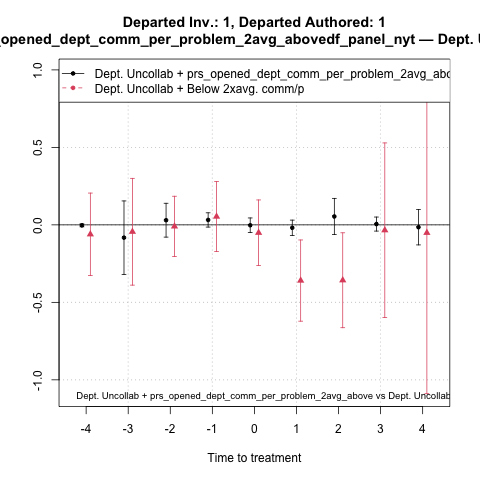 Departed Inv.: 1, Departed Authored: 1
_opened_dept_comm_per_problem_2avg_abovedf_panel_nyt — Dept. U
Dept. Uncollab + prs_opened_dept_comm_per_problem_2avg_abo
Dept. Uncollab + Below 2xavg. comm/p
1.0
0.5
0.0
-0.5
-1.0
Dept. Uncollab + prs_opened_dept_comm_per_problem_2avg_above vs Dept. Uncollab
-4 -3 -2 -1 0 1 2 3 4
Time to treatment